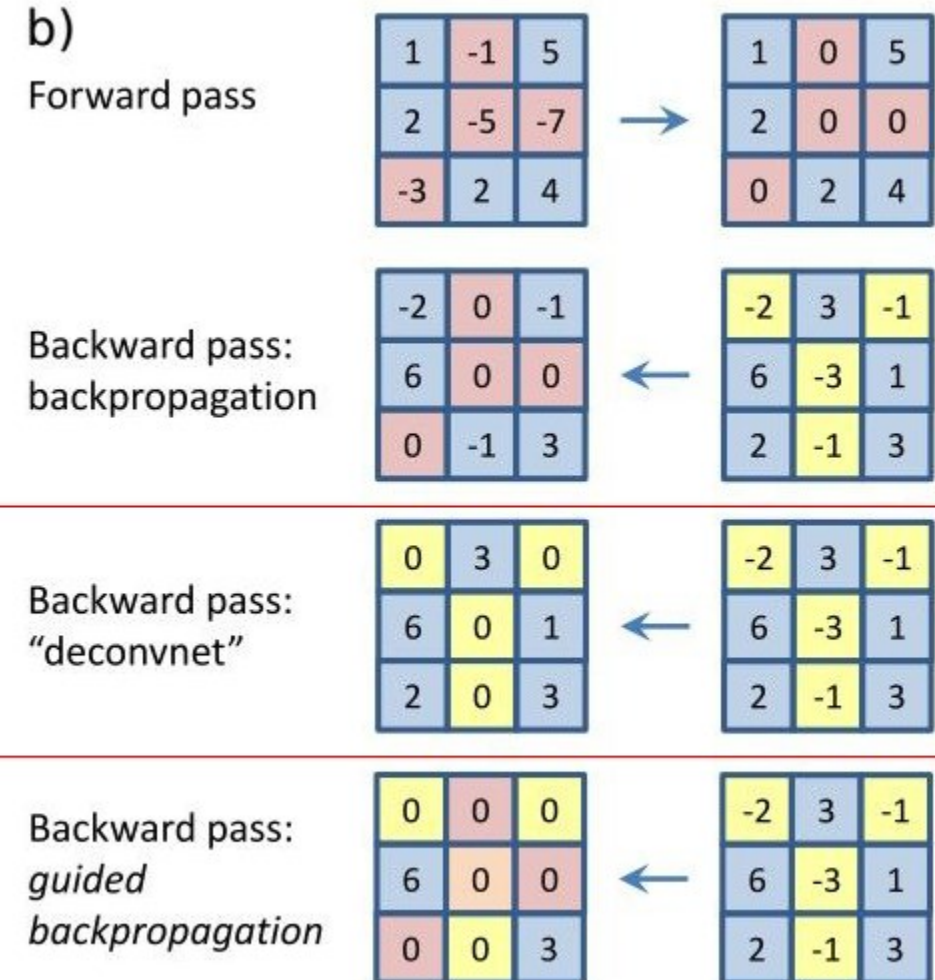 b)
Forward pass
1 -1 5 1 0 5
2 -5 -7 2 0 0
-3 2 4 0 2 4
Backward pass:
backpropagation
-2 0 -1 -2 3 -1
6 0 0 6 -3 1
0 -1 3 2 -1 3
Backward pass:
“deconvnet”
0 3 0 -2 3 -1
6 0 1 6 -3 1
2 0 3 2 -1 3
Backward pass:
guided
backpropagation
0 0 0 -2 3 -1
6 0 0 6 -3 1
0 0 3 2 -1 3